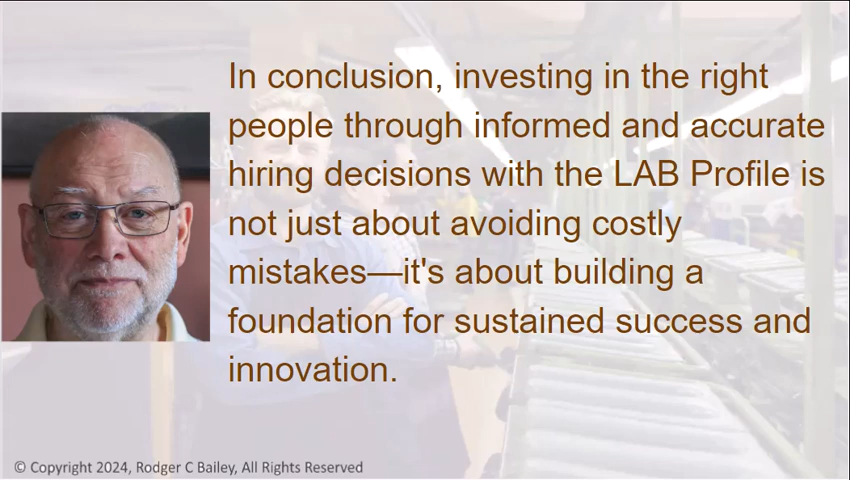 In conclusion, investing in the right
people through informed and accurate
hiring decisions with the LAB Profile is
not just about avoiding costly
mistakes—it's about building a
foundation for sustained success and
innovation.
© Copyright 2024, Rodger C Bailey, All Rights Reserved